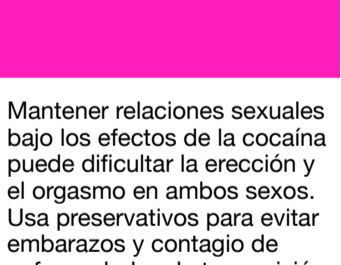 Mantener relaciones sexuales
bajo los efectos de la cocaína
puede dificultar la erección y
el orgasmo en ambos sexos.
Usa preservativos para evitar
embarazos y contagio de